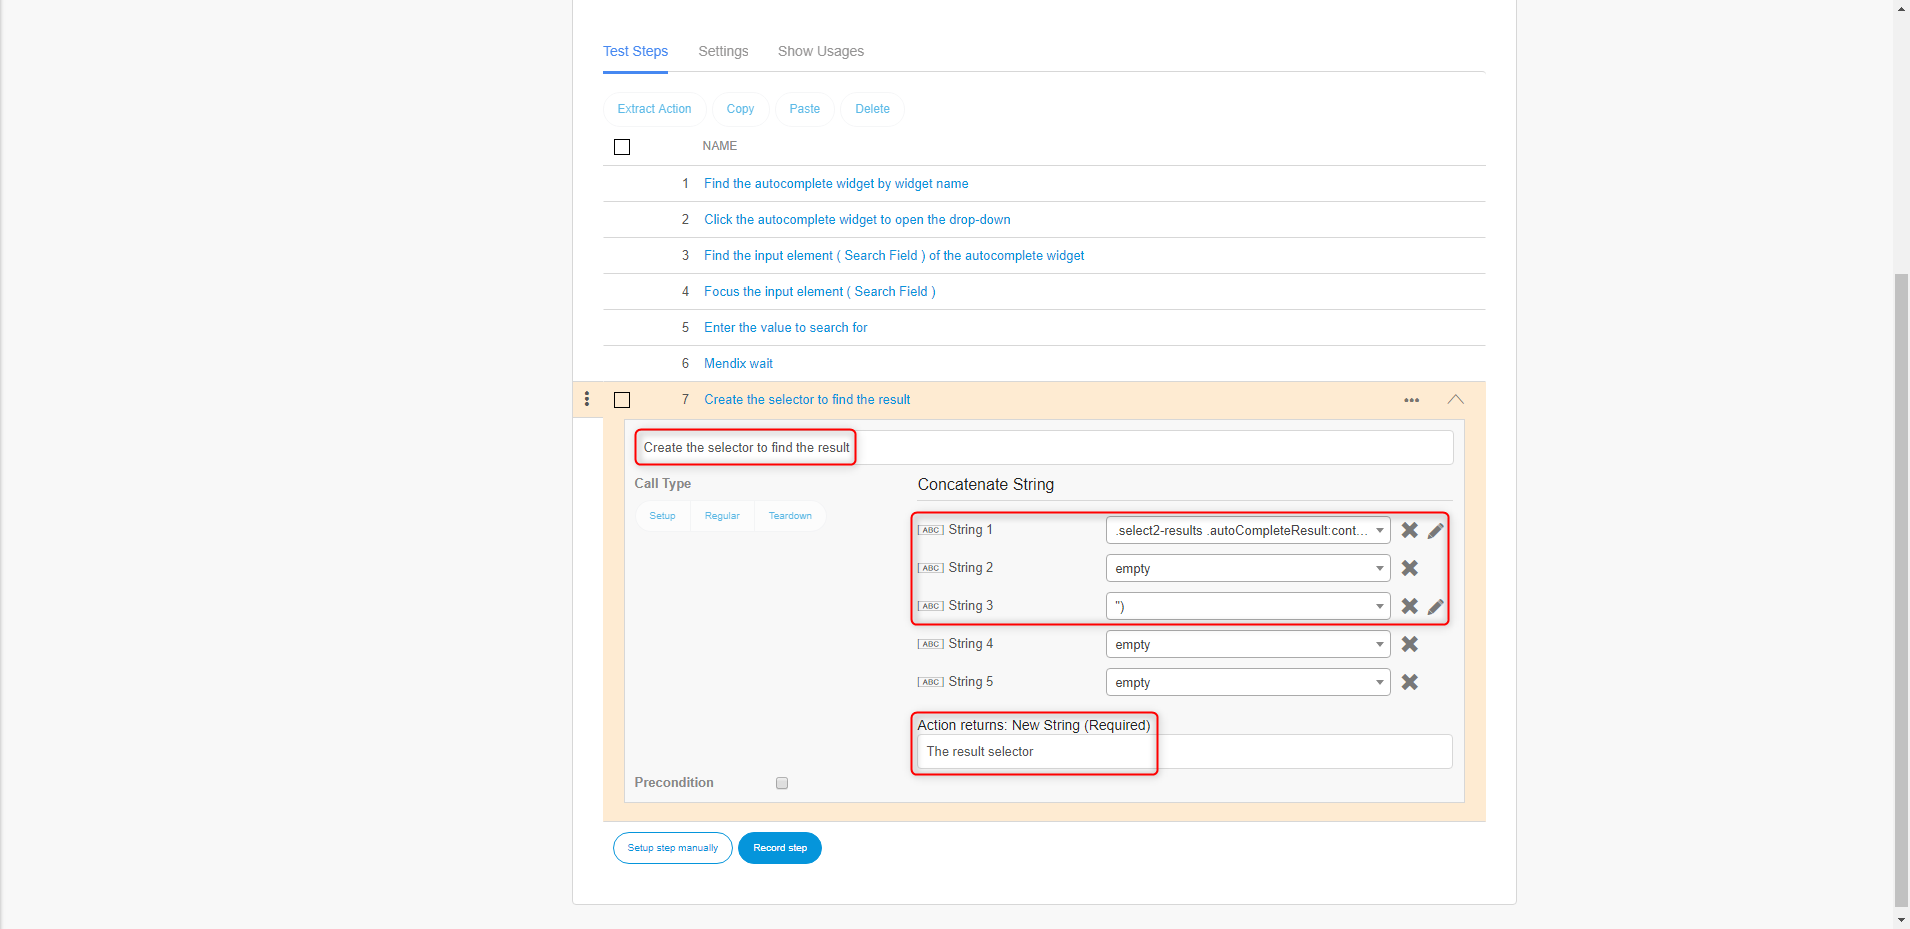 Test Steps Settings Show Usages
Extract Action Copy Paste Delete
NAME
1 Find the autocomplete widget by widget name
2 Click the autocomplete widget to open the drop-down
3 Find the input element ( Search Field ) of the autocomplete widget
4 Focus the input element ( Search Field )
5 Enter the value to search for
6 Mendix wait
7 Create the selector to find the result
Create the selector to find the result
Call Type
Concatenate String
Setup Regular Teardown
[ABC] String 1 .select2-results .autoCompleteResult:cont...
[ABC] String 2 empty
[ABC] String 3 ")
[ABC] String 4 empty
[ABC] String 5 empty
Action returns: New String (Required)
The result selector
Precondition
Setup step manually Record step